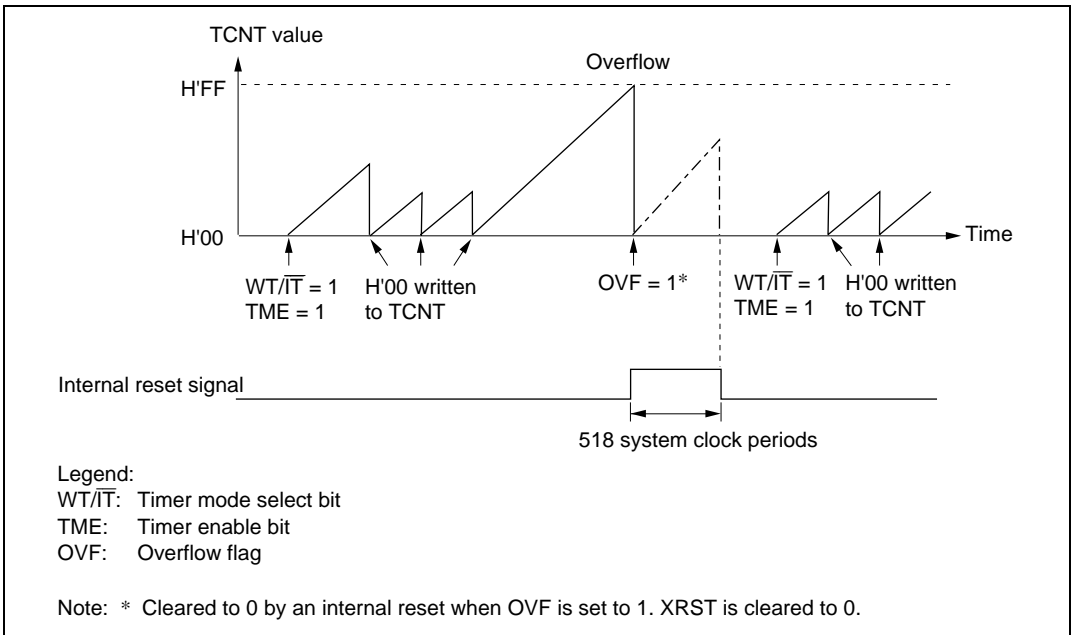 TCNT value
Overflow
H'FF
H'00
Time
WT/I̅T̅ = 1
TME = 1
H'00 written
to TCNT
OVF = 1*
WT/I̅T̅ = 1
TME = 1
H'00 written
to TCNT
Internal reset signal
518 system clock periods
Legend:
WT/I̅T̅: Timer mode select bit
TME: Timer enable bit
OVF: Overflow flag
Note: * Cleared to 0 by an internal reset when OVF is set to 1. XRST is cleared to 0.